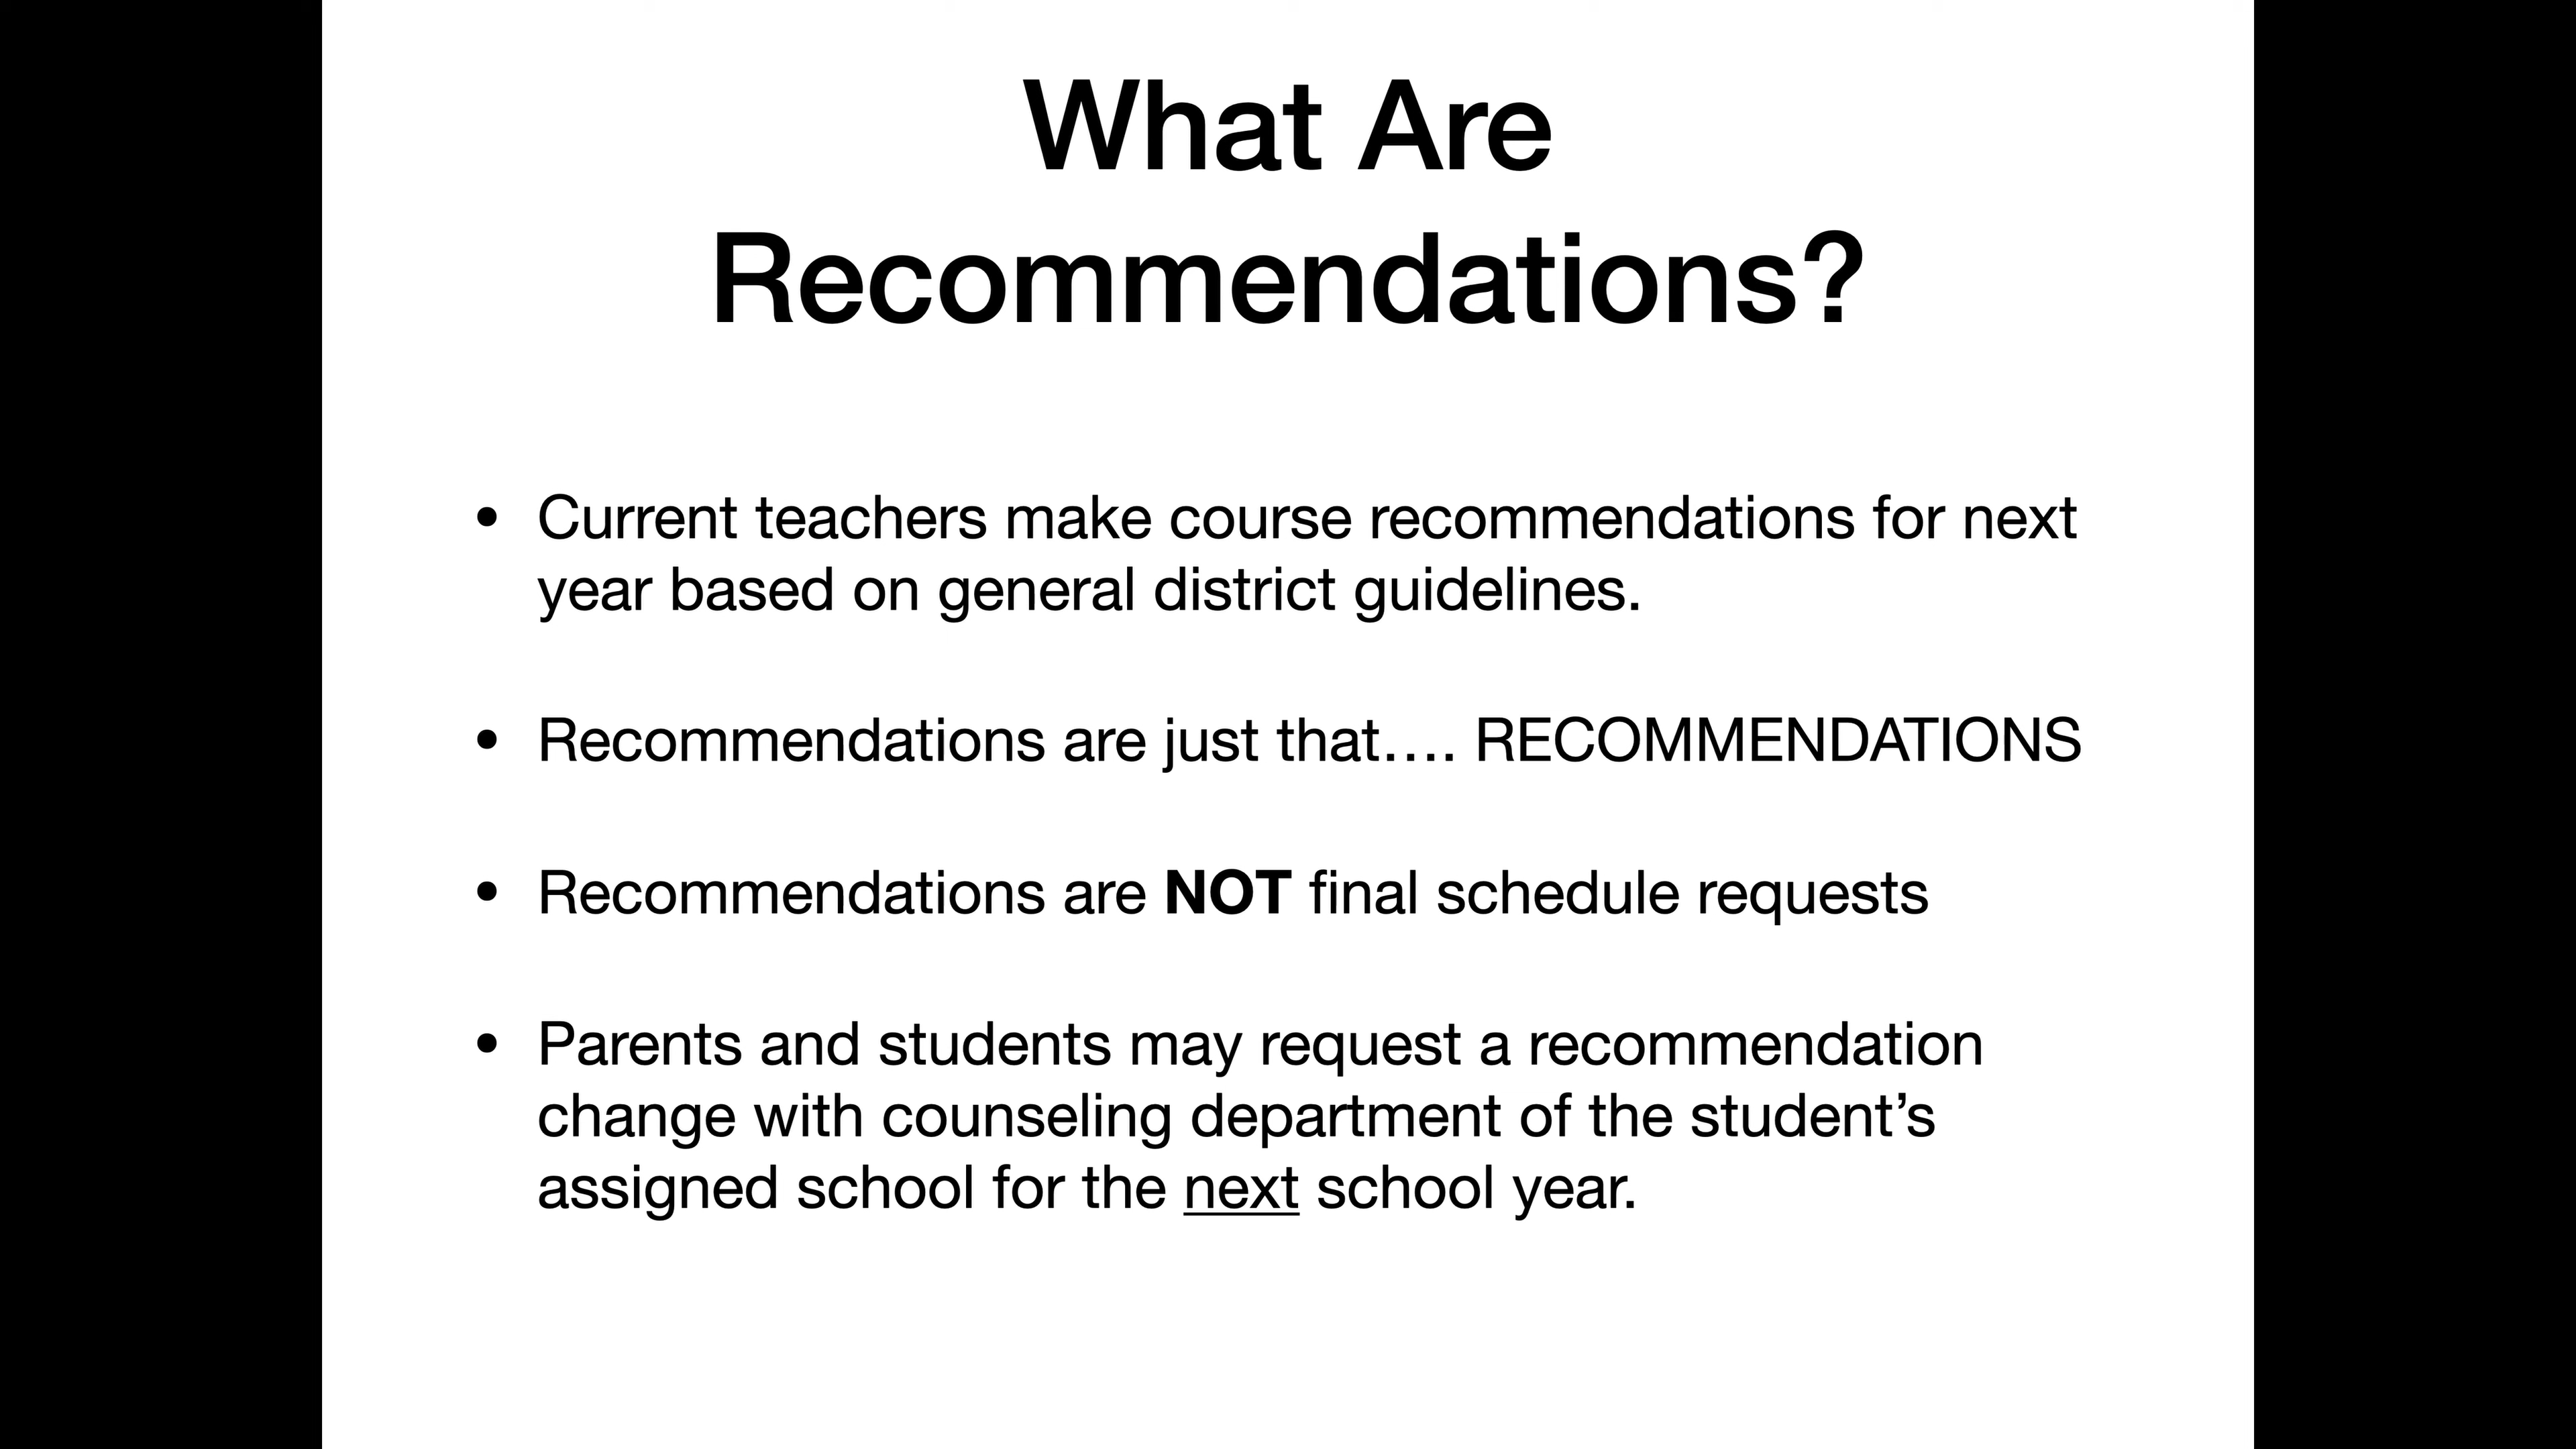 What Are
Recommendations?
• Current teachers make course recommendations for next
year based on general district guidelines.
• Recommendations are just that…. RECOMMENDATIONS
• Recommendations are NOT final schedule requests
• Parents and students may request a recommendation
change with counseling department of the student’s
assigned school for the next school year.